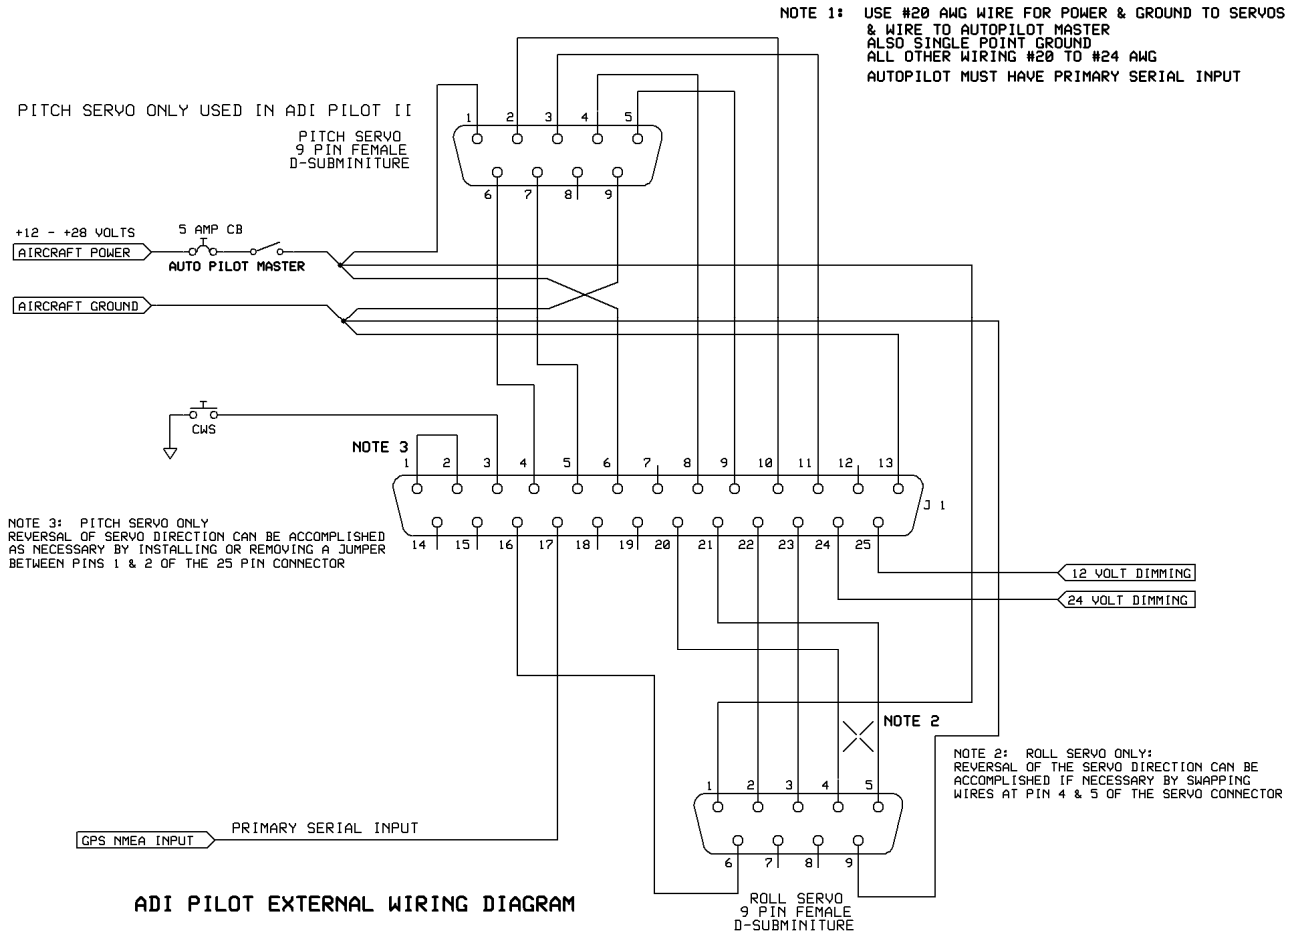 NOTE 1: USE #20 AWG WIRE FOR POWER & GROUND TO SERVOS
& WIRE TO AUTOPILOT MASTER
ALSO SINGLE POINT GROUND
ALL OTHER WIRING #20 TO #24 AWG
AUTOPILOT MUST HAVE PRIMARY SERIAL INPUT
PITCH SERVO ONLY USED IN ADI PILOT II
PITCH SERVO
9 PIN FEMALE
D-SUBMINITURE
1 2 3 4 5
6 7 8 9
+12 - +28 VOLTS
5 AMP CB
AIRCRAFT POWER
AUTO PILOT MASTER
AIRCRAFT GROUND
CWS
NOTE 3
1 2 3 4 5 6 7 8 9 10 11 12 13
J 1
14 15 16 17 18 19 20 21 22 23 24 25
NOTE 3: PITCH SERVO ONLY
REVERSAL OF SERVO DIRECTION CAN BE ACCOMPLISHED
AS NECESSARY BY INSTALLING OR REMOVING A JUMPER
BETWEEN PINS 1 & 2 OF THE 25 PIN CONNECTOR
12 VOLT DIMMING
24 VOLT DIMMING
NOTE 2
NOTE 2: ROLL SERVO ONLY:
REVERSAL OF THE SERVO DIRECTION CAN BE
ACCOMPLISHED IF NECESSARY BY SWAPPING
WIRES AT PIN 4 & 5 OF THE SERVO CONNECTOR
1 2 3 4 5
6 7 8 9
PRIMARY SERIAL INPUT
GPS NMEA INPUT
ROLL SERVO
9 PIN FEMALE
D-SUBMINITURE
ADI PILOT EXTERNAL WIRING DIAGRAM